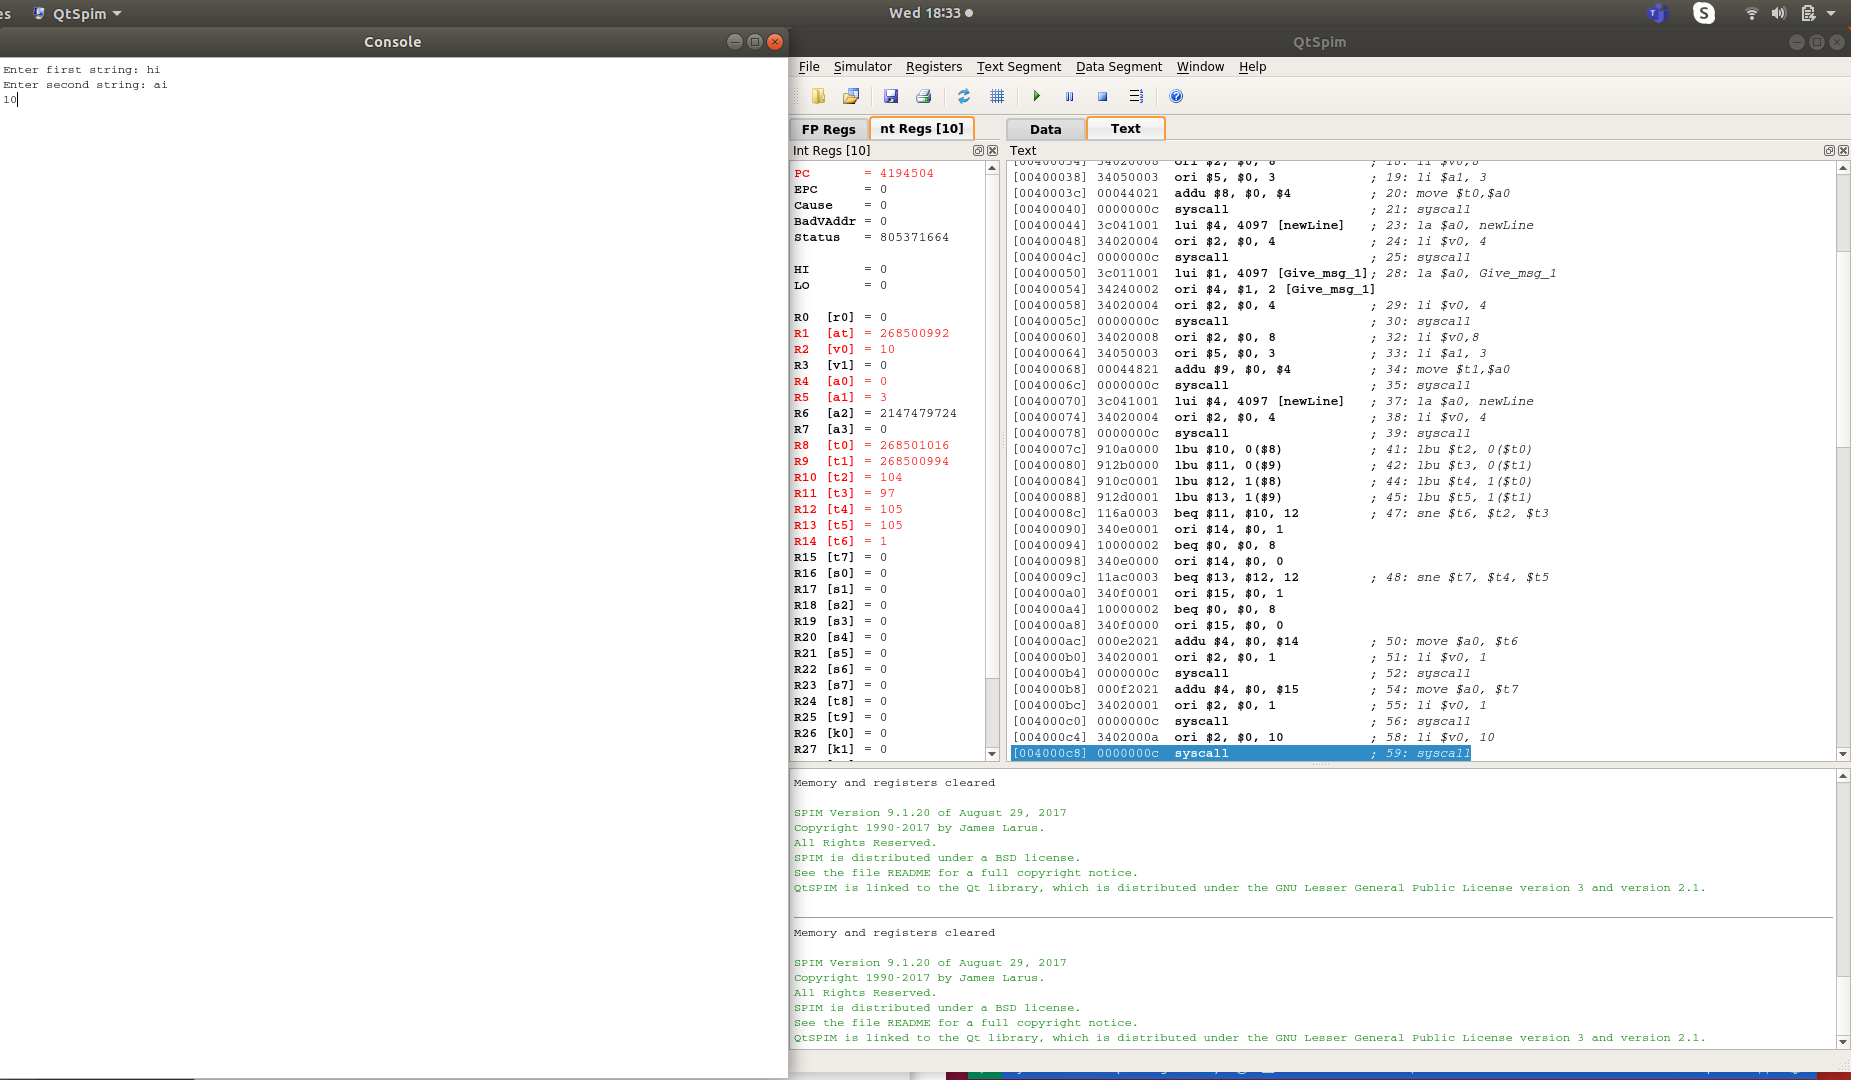 es QtSpim Wed 18:33
Console
Enter first string: hi
Enter second string: ai
10
QtSpim
File Simulator Registers Text Segment Data Segment Window Help
FP Regs nt Regs [10]
Int Regs [10]
PC = 4194504
EPC = 0
Cause = 0
BadVAddr = 0
Status = 805371664
HI = 0
LO = 0
R0 [r0] = 0
R1 [at] = 268500992
R2 [v0] = 10
R3 [v1] = 0
R4 [a0] = 0
R5 [a1] = 3
R6 [a2] = 2147479724
R7 [a3] = 0
R8 [t0] = 268501016
R9 [t1] = 268500994
R10 [t2] = 104
R11 [t3] = 97
R12 [t4] = 105
R13 [t5] = 105
R14 [t6] = 1
R15 [t7] = 0
R16 [s0] = 0
R17 [s1] = 0
R18 [s2] = 0
R19 [s3] = 0
R20 [s4] = 0
R21 [s5] = 0
R22 [s6] = 0
R23 [s7] = 0
R24 [t8] = 0
R25 [t9] = 0
R26 [k0] = 0
R27 [k1] = 0
Data Text
Text
[00400034] 34020008 ori $2, $0, 8 ; 18: li $v0,8
[00400038] 34050003 ori $5, $0, 3 ; 19: li $a1, 3
[0040003c] 00044021 addu $8, $0, $4 ; 20: move $t0,$a0
[00400040] 0000000c syscall ; 21: syscall
[00400044] 3c041001 lui $4, 4097 [newLine] ; 23: la $a0, newLine
[00400048] 34020004 ori $2, $0, 4 ; 24: li $v0, 4
[0040004c] 0000000c syscall ; 25: syscall
[00400050] 3c011001 lui $1, 4097 [Give_msg_1]; 28: la $a0, Give_msg_1
[00400054] 34240002 ori $4, $1, 2 [Give_msg_1]
[00400058] 34020004 ori $2, $0, 4 ; 29: li $v0, 4
[0040005c] 0000000c syscall ; 30: syscall
[00400060] 34020008 ori $2, $0, 8 ; 32: li $v0,8
[00400064] 34050003 ori $5, $0, 3 ; 33: li $a1, 3
[00400068] 00044821 addu $9, $0, $4 ; 34: move $t1,$a0
[0040006c] 0000000c syscall ; 35: syscall
[00400070] 3c041001 lui $4, 4097 [newLine] ; 37: la $a0, newLine
[00400074] 34020004 ori $2, $0, 4 ; 38: li $v0, 4
[00400078] 0000000c syscall ; 39: syscall
[0040007c] 910a0000 lbu $10, 0($8) ; 41: lbu $t2, 0($t0)
[00400080] 912b0000 lbu $11, 0($9) ; 42: lbu $t3, 0($t1)
[00400084] 910c0001 lbu $12, 1($8) ; 44: lbu $t4, 1($t0)
[00400088] 912d0001 lbu $13, 1($9) ; 45: lbu $t5, 1($t1)
[0040008c] 116a0003 beq $11, $10, 12 ; 47: sne $t6, $t2, $t3
[00400090] 340e0001 ori $14, $0, 1
[00400094] 10000002 beq $0, $0, 8
[00400098] 340e0000 ori $14, $0, 0
[0040009c] 11ac0003 beq $13, $12, 12 ; 48: sne $t7, $t4, $t5
[004000a0] 340f0001 ori $15, $0, 1
[004000a4] 10000002 beq $0, $0, 8
[004000a8] 340f0000 ori $15, $0, 0
[004000ac] 000e2021 addu $4, $0, $14 ; 50: move $a0, $t6
[004000b0] 34020001 ori $2, $0, 1 ; 51: li $v0, 1
[004000b4] 0000000c syscall ; 52: syscall
[004000b8] 000f2021 addu $4, $0, $15 ; 54: move $a0, $t7
[004000bc] 34020001 ori $2, $0, 1 ; 55: li $v0, 1
[004000c0] 0000000c syscall ; 56: syscall
[004000c4] 3402000a ori $2, $0, 10 ; 58: li $v0, 10
[004000c8] 0000000c syscall ; 59: syscall
Memory and registers cleared
SPIM Version 9.1.20 of August 29, 2017
Copyright 1990-2017 by James Larus.
All Rights Reserved.
SPIM is distributed under a BSD license.
See the file README for a full copyright notice.
QtSPIM is linked to the Qt library, which is distributed under the GNU Lesser General Public License version 3 and version 2.1.
Memory and registers cleared
SPIM Version 9.1.20 of August 29, 2017
Copyright 1990-2017 by James Larus.
All Rights Reserved.
SPIM is distributed under a BSD license.
See the file README for a full copyright notice.
QtSPIM is linked to the Qt library, which is distributed under the GNU Lesser General Public License version 3 and version 2.1.